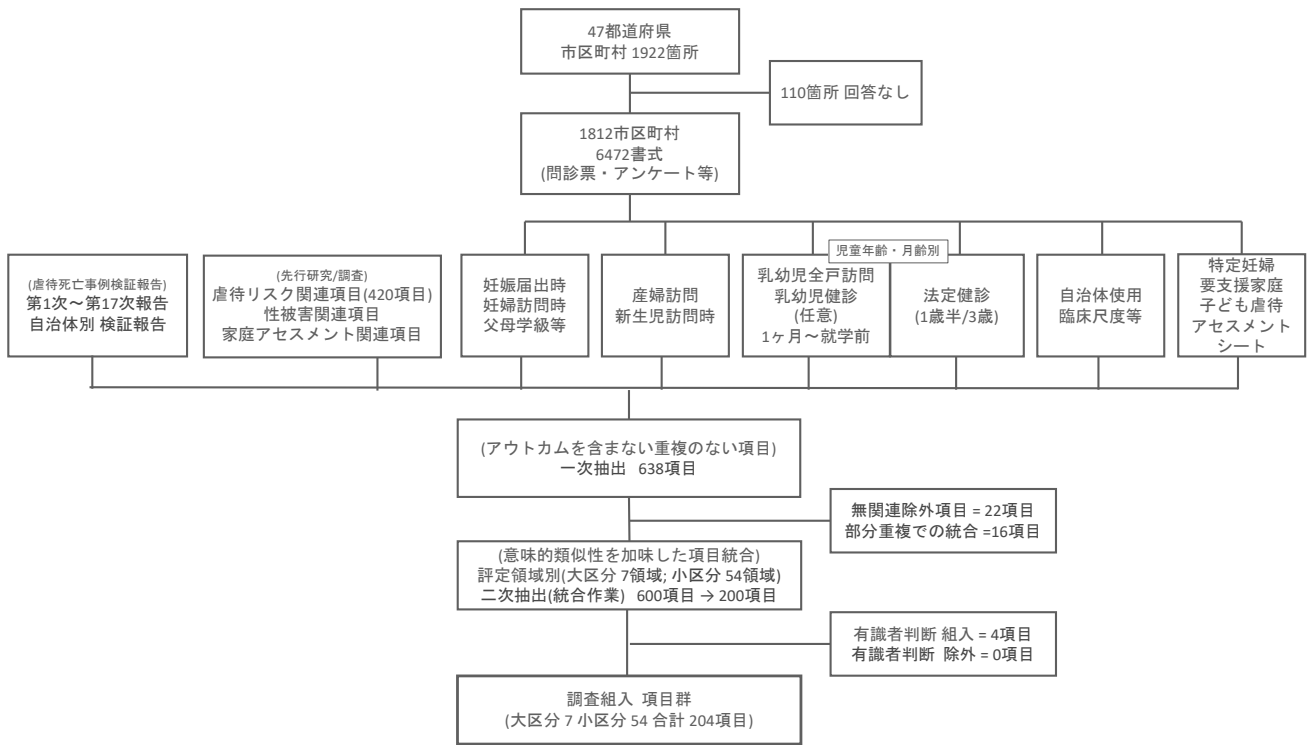 47都道府県
市区町村 1922箇所
110箇所 回答なし
1812市区町村
6472書式
(問診票・アンケート等)
児童年齢・月齢別
(虐待死亡事例検証報告)
第1次～第17次報告
自治体別 検証報告
(先行研究/調査)
虐待リスク関連項目(420項目)
性被害関連項目
家庭アセスメント関連項目
妊娠届出時
妊婦訪問時
父母学級等
産婦訪問
新生児訪問時
乳幼児全戸訪問
乳幼児健診
(任意)
1ヶ月～就学前
法定健診
(1歳半/3歳)
自治体使用
臨床尺度等
特定妊婦
要支援家庭
子ども虐待
アセスメント
シート
(アウトカムを含まない重複のない項目)
一次抽出 638項目
無関連除外項目 = 22項目
部分重複での統合 =16項目
(意味的類似性を加味した項目統合)
評定領域別(大区分 7領域; 小区分 54領域)
二次抽出(統合作業) 600項目 → 200項目
有識者判断 組入 = 4項目
有識者判断 除外 = 0項目
調査組入 項目群
(大区分 7 小区分 54 合計 204項目)